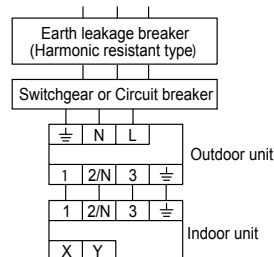 Earth leakage breaker
(Harmonic resistant type)
Switchgear or Circuit breaker
⏚ N L
Outdoor unit
1 2/N 3 ⏚
1 2/N 3 ⏚
Indoor unit
X Y